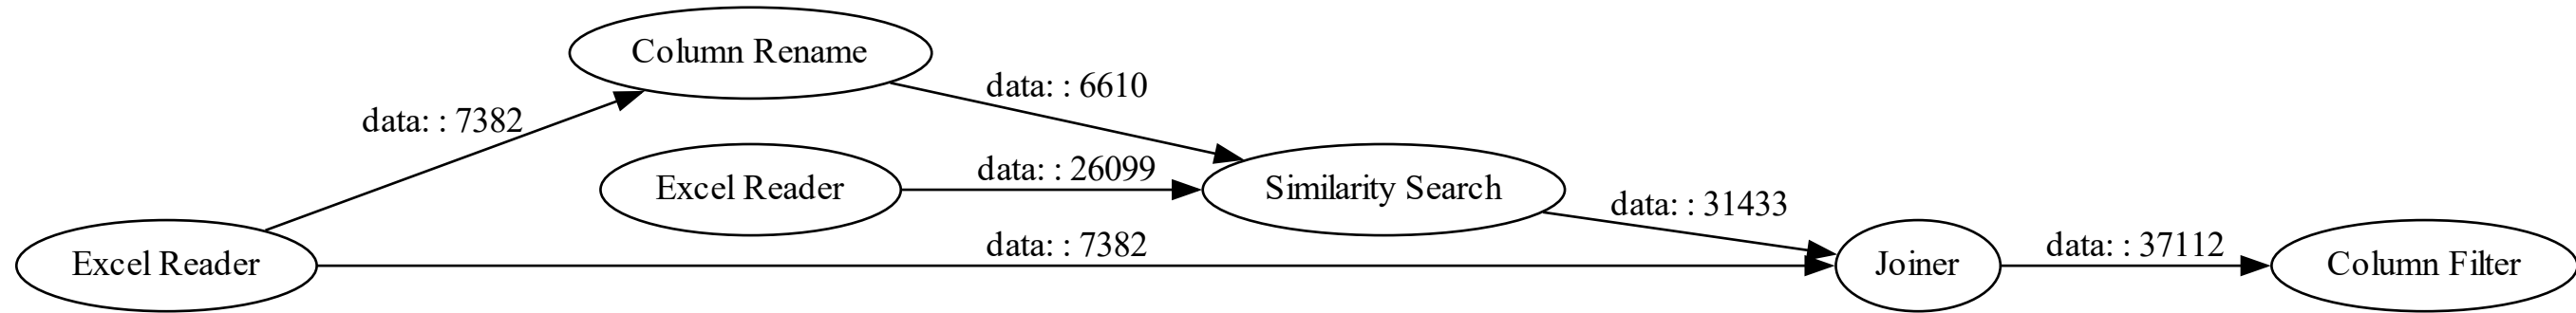 Column Rename
data: : 6610
data: : 7382
Excel Reader
data: : 26099
Similarity Search
data: : 31433
Excel Reader
data: : 7382
Joiner
data: : 37112
Column Filter